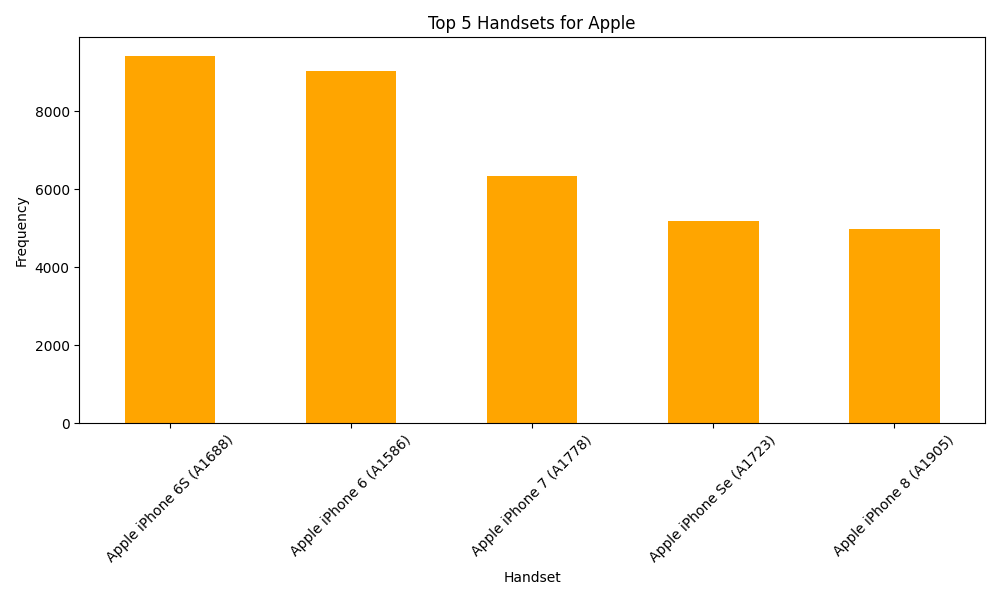 Top 5 Handsets for Apple
Frequency
8000
6000
4000
2000
0
Apple iPhone 6S (A1688)
Apple iPhone 6 (A1586)
Apple iPhone 7 (A1778)
Apple iPhone Se (A1723)
Apple iPhone 8 (A1905)
Handset